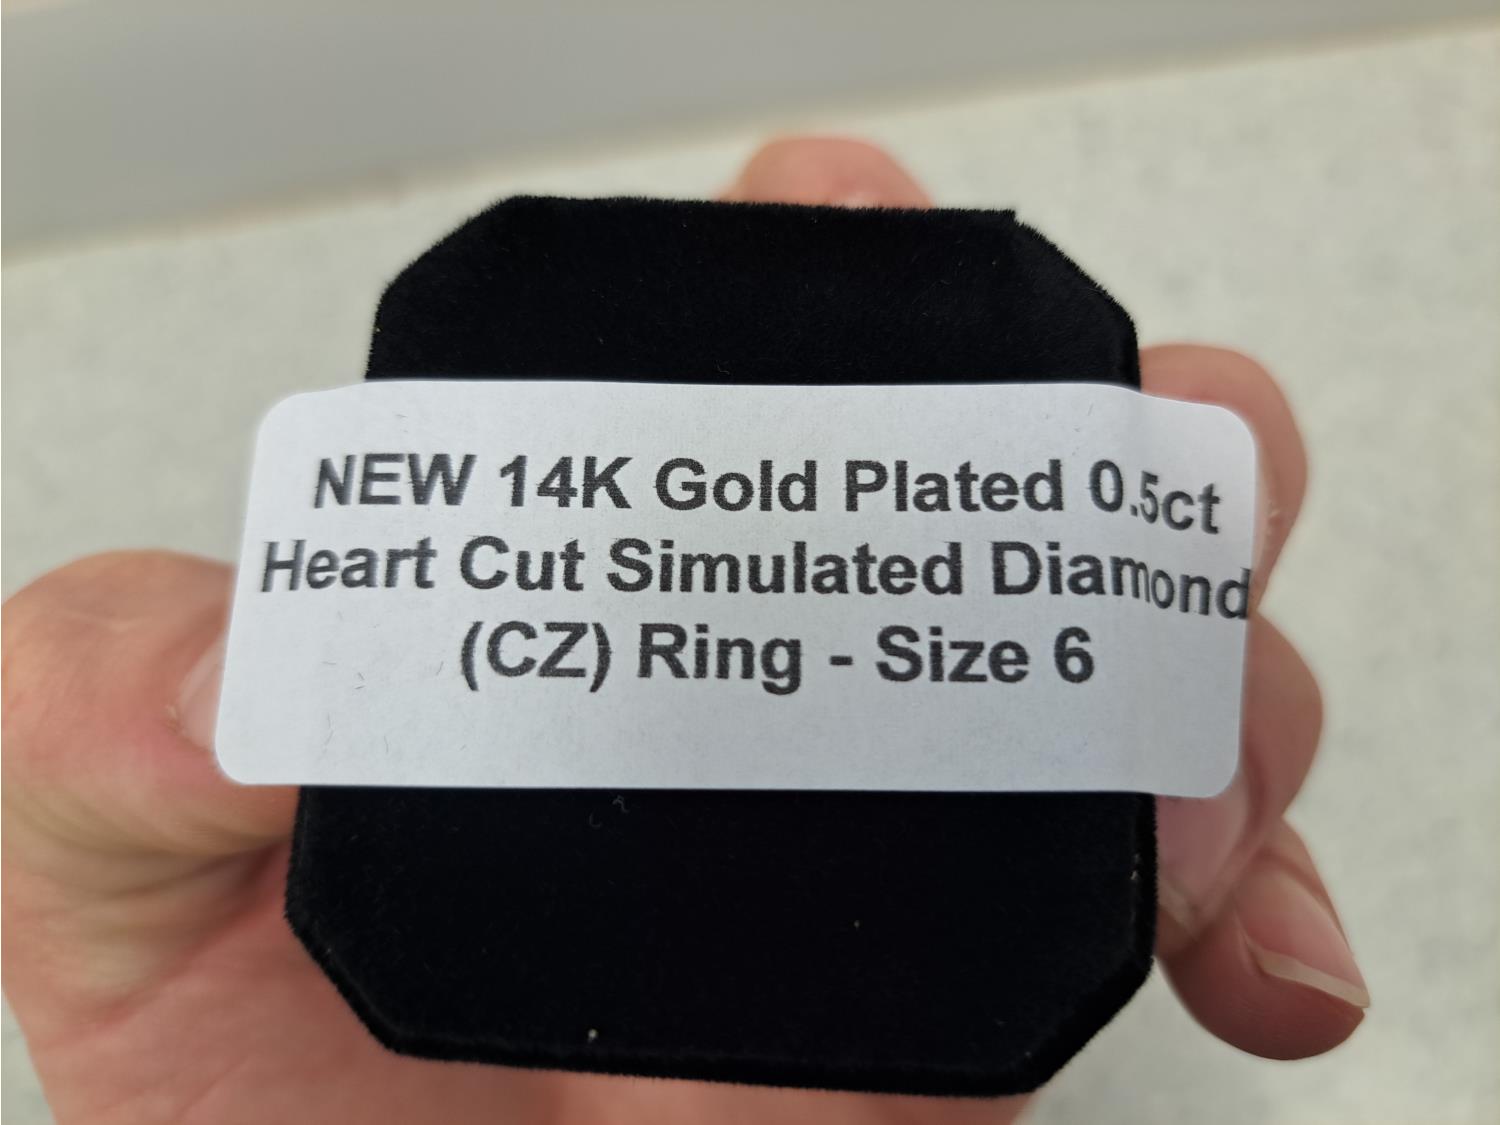 NEW 14K Gold Plated 0.5ct
Heart Cut Simulated Diamond
(CZ) Ring - Size 6